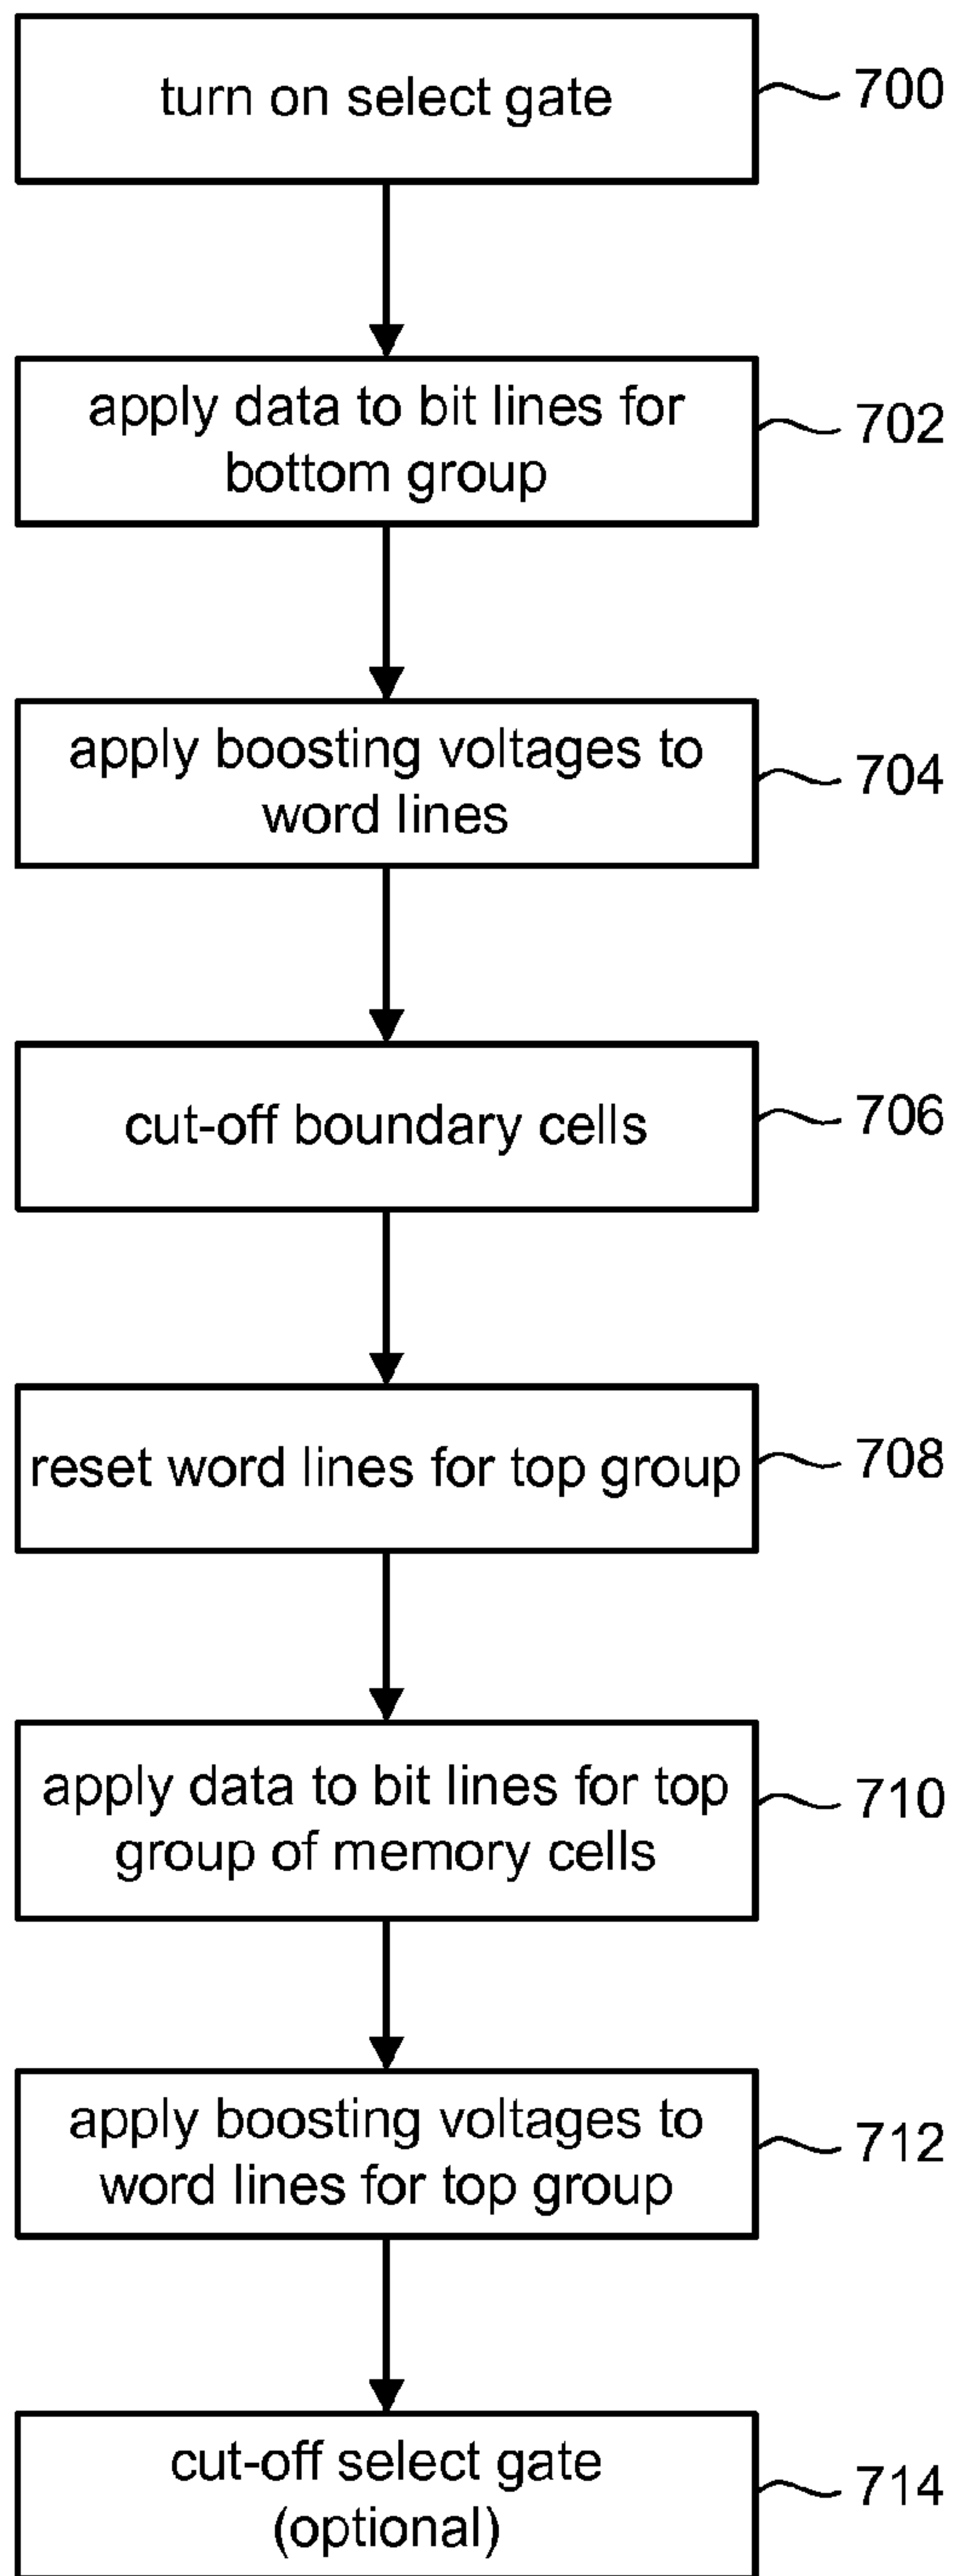 turn on select gate
700
apply data to bit lines for
bottom group
702
apply boosting voltages to
word lines
704
cut-off boundary cells
706
reset word lines for top group
708
apply data to bit lines for top
group of memory cells
710
apply boosting voltages to
word lines for top group
712
cut-off select gate
(optional)
714